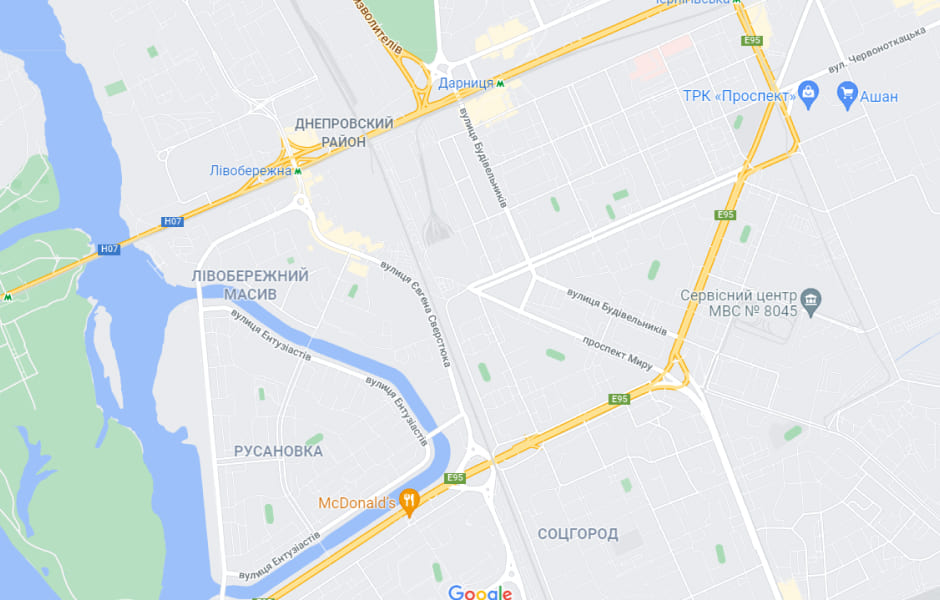 Чернігівська
изволителів
E95
вул. Червоноткацька
Дарниця
ТРК «Проспект»
Ашан
ДНЕПРОВСКИЙ
РАЙОН
вулиця Будівельників
Лівобережна
H07
E95
H07
вулиця Євгена Сверстюка
ЛІВОБЕРЕЖНИЙ
МАСИВ
вулиця Будівельників
Сервісний центр
МВС № 8045
вулиця Ентузіастів
проспект Миру
вулиця Ентузіастів
E95
РУСАНОВКА
E95
McDonald's
СОЦГОРОД
вулиця Ентузіастів
Google